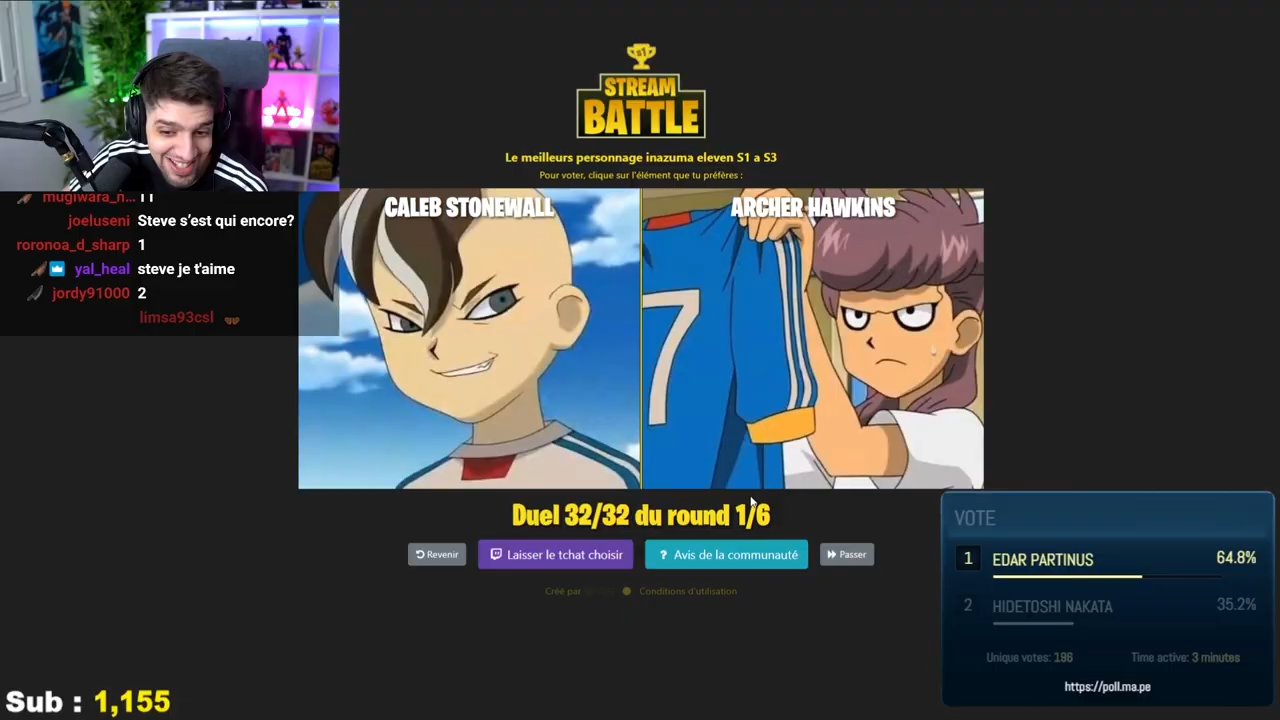 S1
STREAM
BATTLE
Le meilleurs personnage inazuma eleven S1 a S3
Pour voter, clique sur l'élément que tu préfères :
CALEB STONEWALL
ARCHER HAWKINS
7
joeluseni Steve s'est qui encore?
roronoa_d_sharp 1
yal_heal steve je t'aime
jordy91000 2
limsa93csl
Duel 32/32 du round 1/6
Revenir
Laisser le tchat choisir
? Avis de la communauté
Passer
Créé par
Conditions d'utilisation
VOTE
1 EDAR PARTINUS 64.8%
2 HIDETOSHI NAKATA 35.2%
Unique votes: 196 Time active: 3 minutes
https://poll.ma.pe
Sub : 1,155